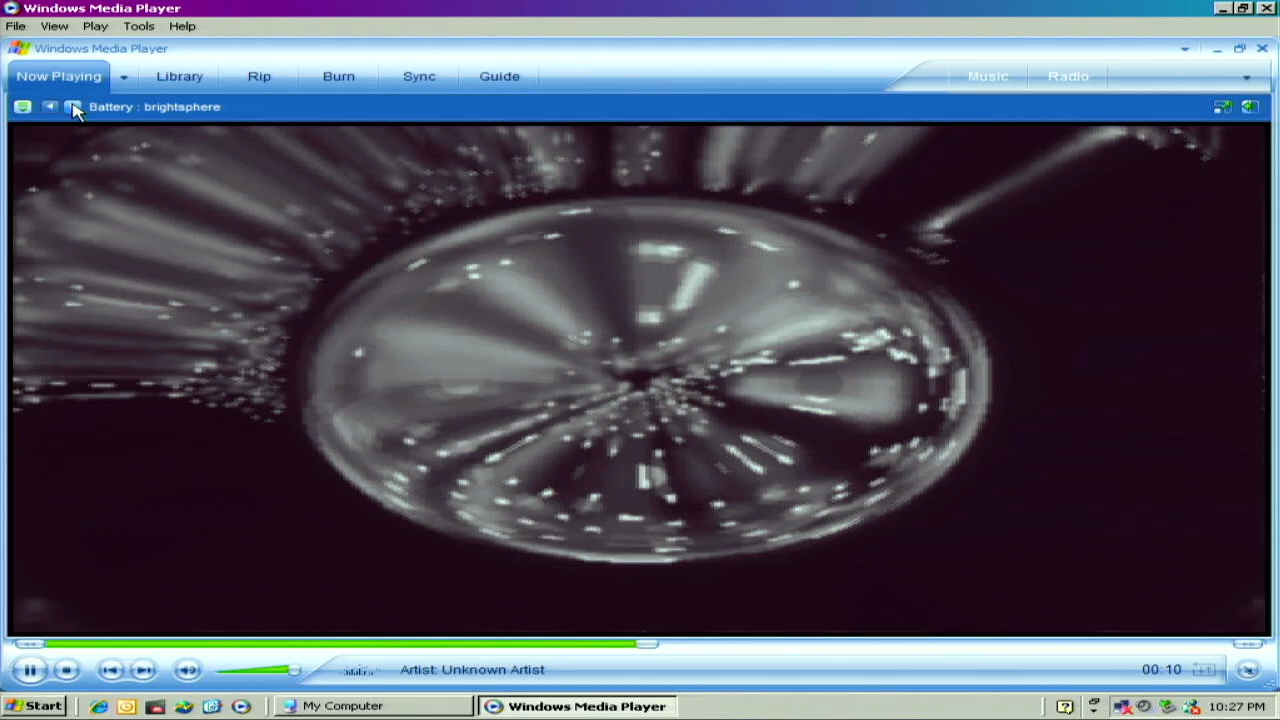 Windows Media Player
File View Play Tools Help
Windows Media Player
Now Playing Library Rip Burn Sync Guide Music Radio
Battery : brightsphere
Artist: Unknown Artist 00:10
Start My Computer Windows Media Player 10:27 PM